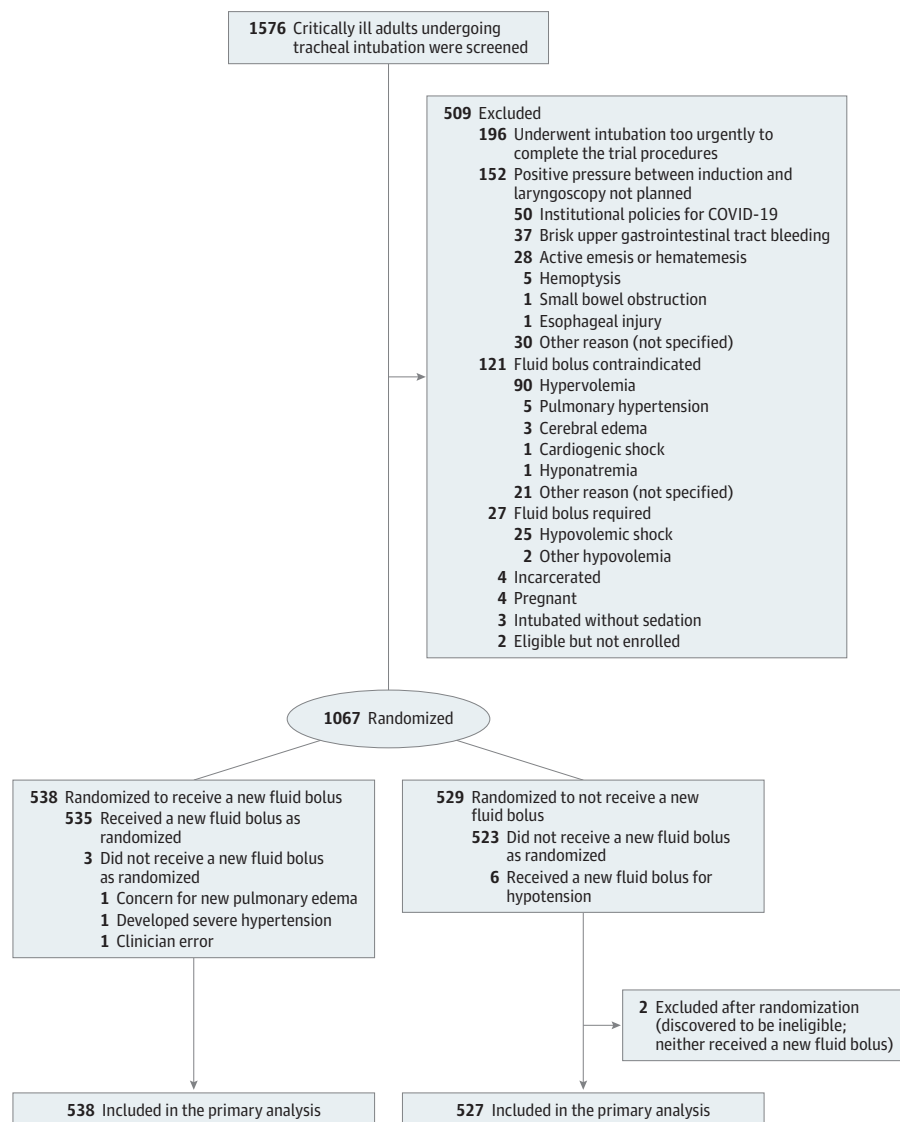 1576 Critically ill adults undergoing
tracheal intubation were screened
509 Excluded
196 Underwent intubation too urgently to
complete the trial procedures
152 Positive pressure between induction and
laryngoscopy not planned
50 Institutional policies for COVID-19
37 Brisk upper gastrointestinal tract bleeding
28 Active emesis or hematemesis
5 Hemoptysis
1 Small bowel obstruction
1 Esophageal injury
30 Other reason (not specified)
121 Fluid bolus contraindicated
90 Hypervolemia
5 Pulmonary hypertension
3 Cerebral edema
1 Cardiogenic shock
1 Hyponatremia
21 Other reason (not specified)
27 Fluid bolus required
25 Hypovolemic shock
2 Other hypovolemia
4 Incarcerated
4 Pregnant
3 Intubated without sedation
2 Eligible but not enrolled
1067 Randomized
538 Randomized to receive a new fluid bolus
535 Received a new fluid bolus as
randomized
3 Did not receive a new fluid bolus
as randomized
1 Concern for new pulmonary edema
1 Developed severe hypertension
1 Clinician error
529 Randomized to not receive a new
fluid bolus
523 Did not receive a new fluid bolus
as randomized
6 Received a new fluid bolus for
hypotension
2 Excluded after randomization
(discovered to be ineligible;
neither received a new fluid bolus)
538 Included in the primary analysis
527 Included in the primary analysis